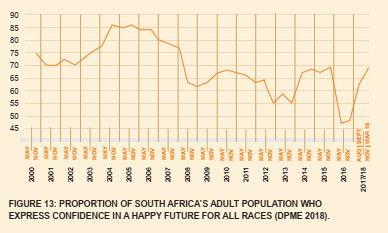 90
85
80
75
70
65
60
55
50
45
MAY
NOV
MAY
NOV
MAY
NOV
MAY
NOV
MAY
NOV
MAY
NOV
MAY
NOV
MAY
NOV
MAY
NOV
MAY
NOV
MAY
NOV
MAY
NOV
MAY
NOV
MAY
NOV
MAY
NOV
MAY
NOV
MAY
NOV
AUG | SEPT
NOV | MAR 18
2000
2001
2002
2003
2004
2005
2006
2007
2008
2009
2010
2011
2012
2013
2014
2015
2016
2017/18
FIGURE 13: PROPORTION OF SOUTH AFRICA'S ADULT POPULATION WHO
EXPRESS CONFIDENCE IN A HAPPY FUTURE FOR ALL RACES (DPME 2018).